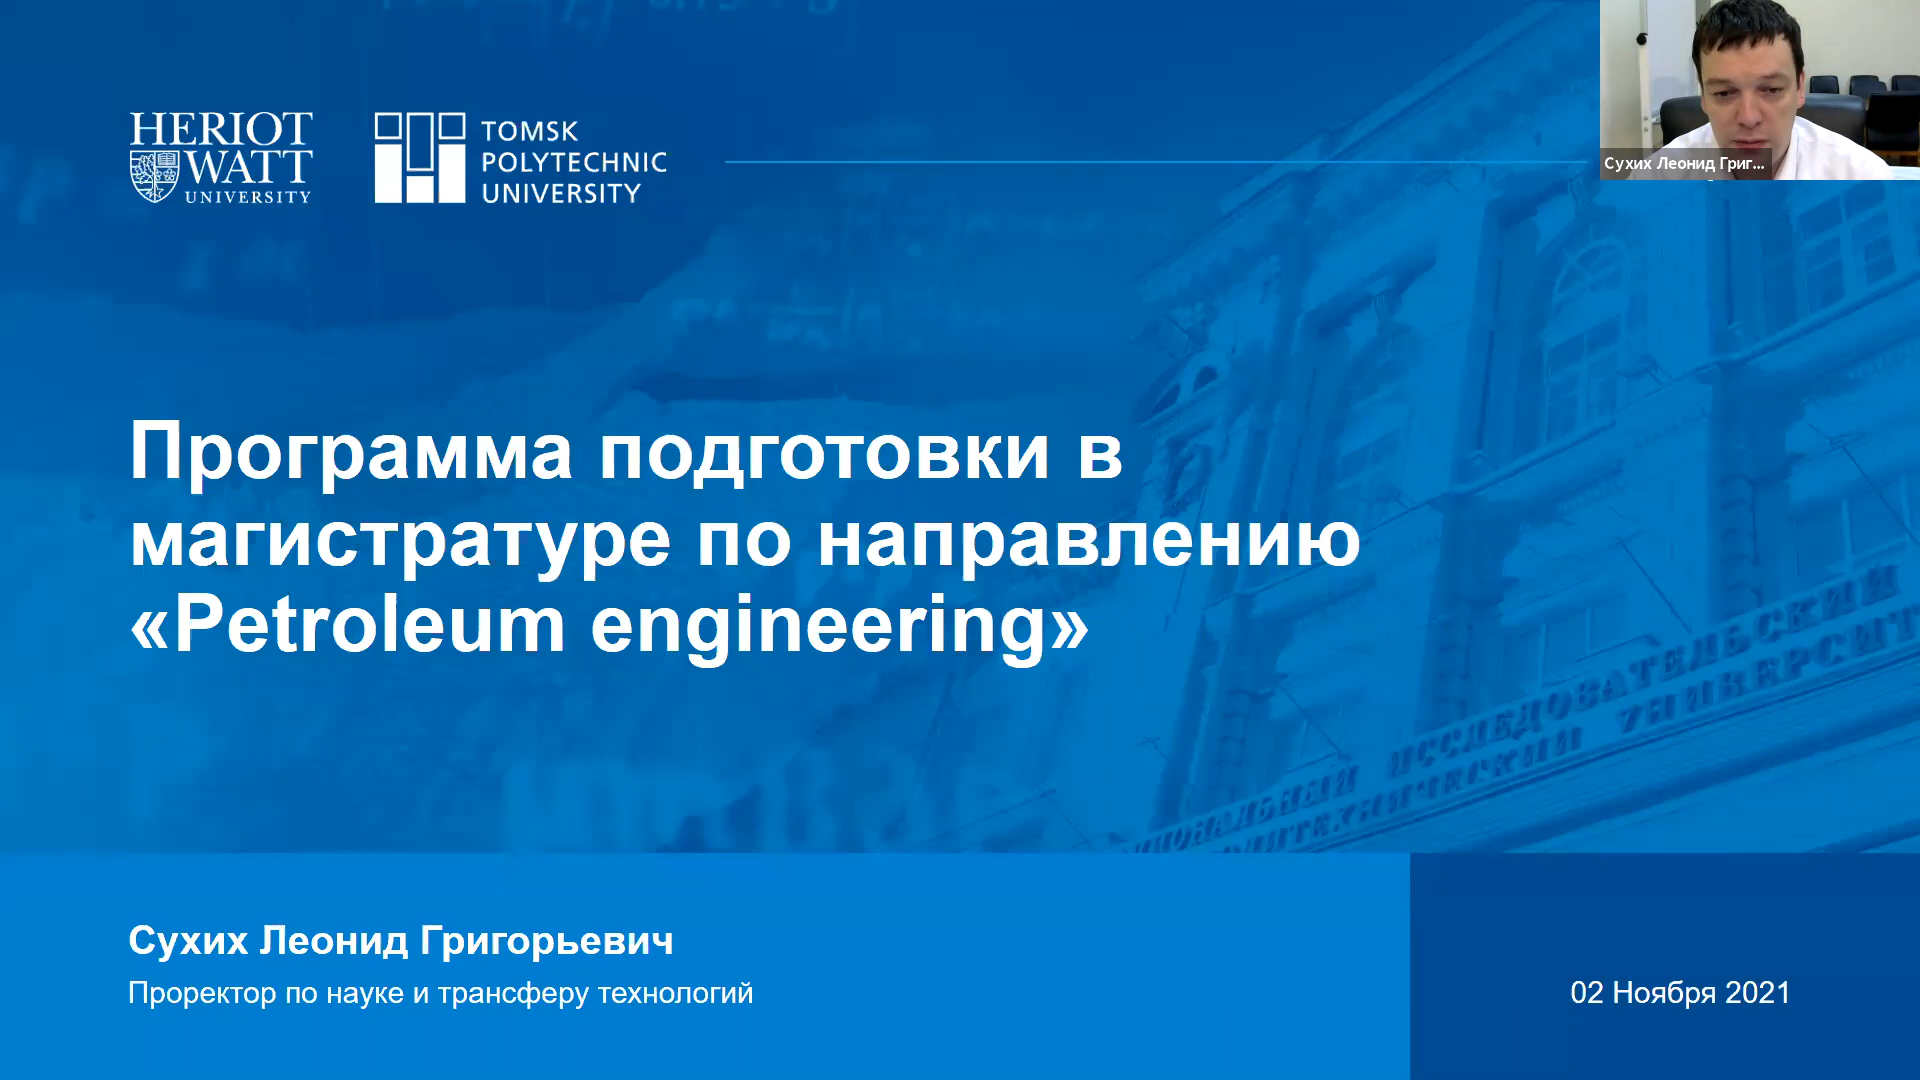 HERIOT
WATT
UNIVERSITY
TOMSK
POLYTECHNIC
UNIVERSITY
Сухих Леонид Григ...
Программа подготовки в
магистратуре по направлению
«Petroleum engineering»
ИССЛЕДОВАТЕЛЬСКИЙ
Сухих Леонид Григорьевич
Проректор по науке и трансферу технологий
02 Ноября 2021